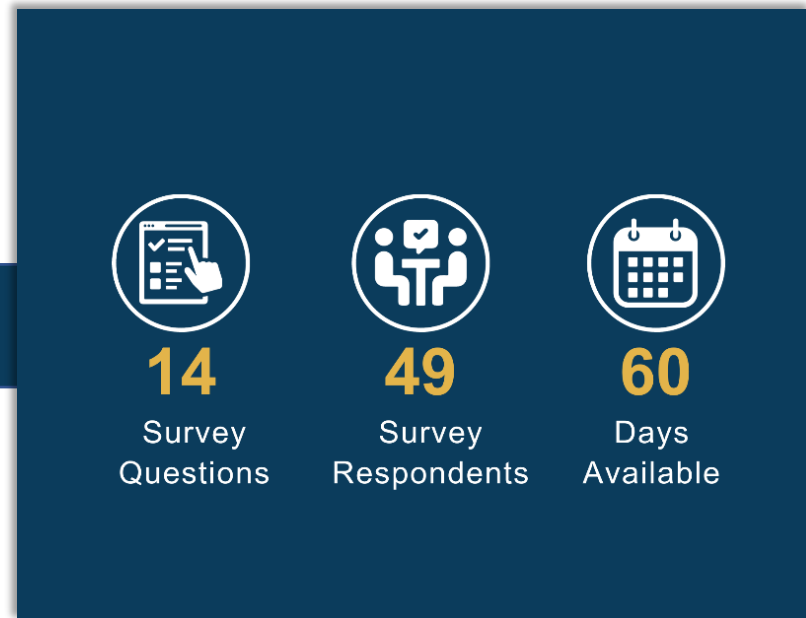 14
Survey
Questions
49
Survey
Respondents
60
Days
Available